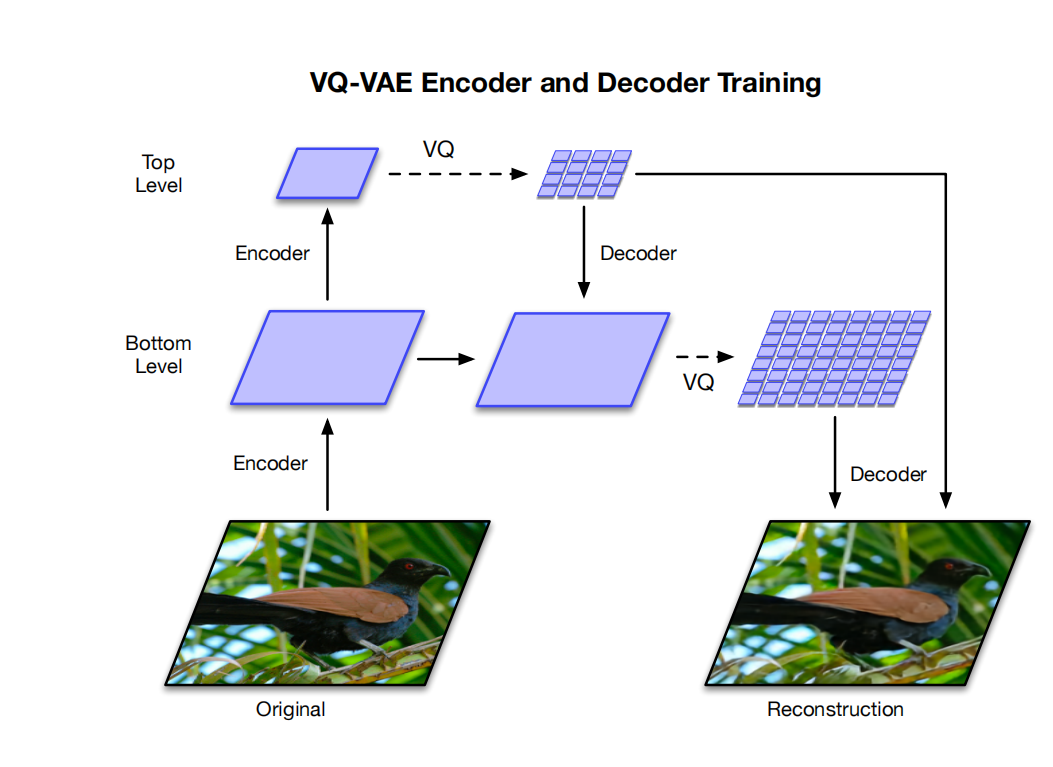 VQ-VAE Encoder and Decoder Training
Top
Level
VQ
Encoder
Decoder
Bottom
Level
VQ
Encoder
Decoder
Original
Reconstruction